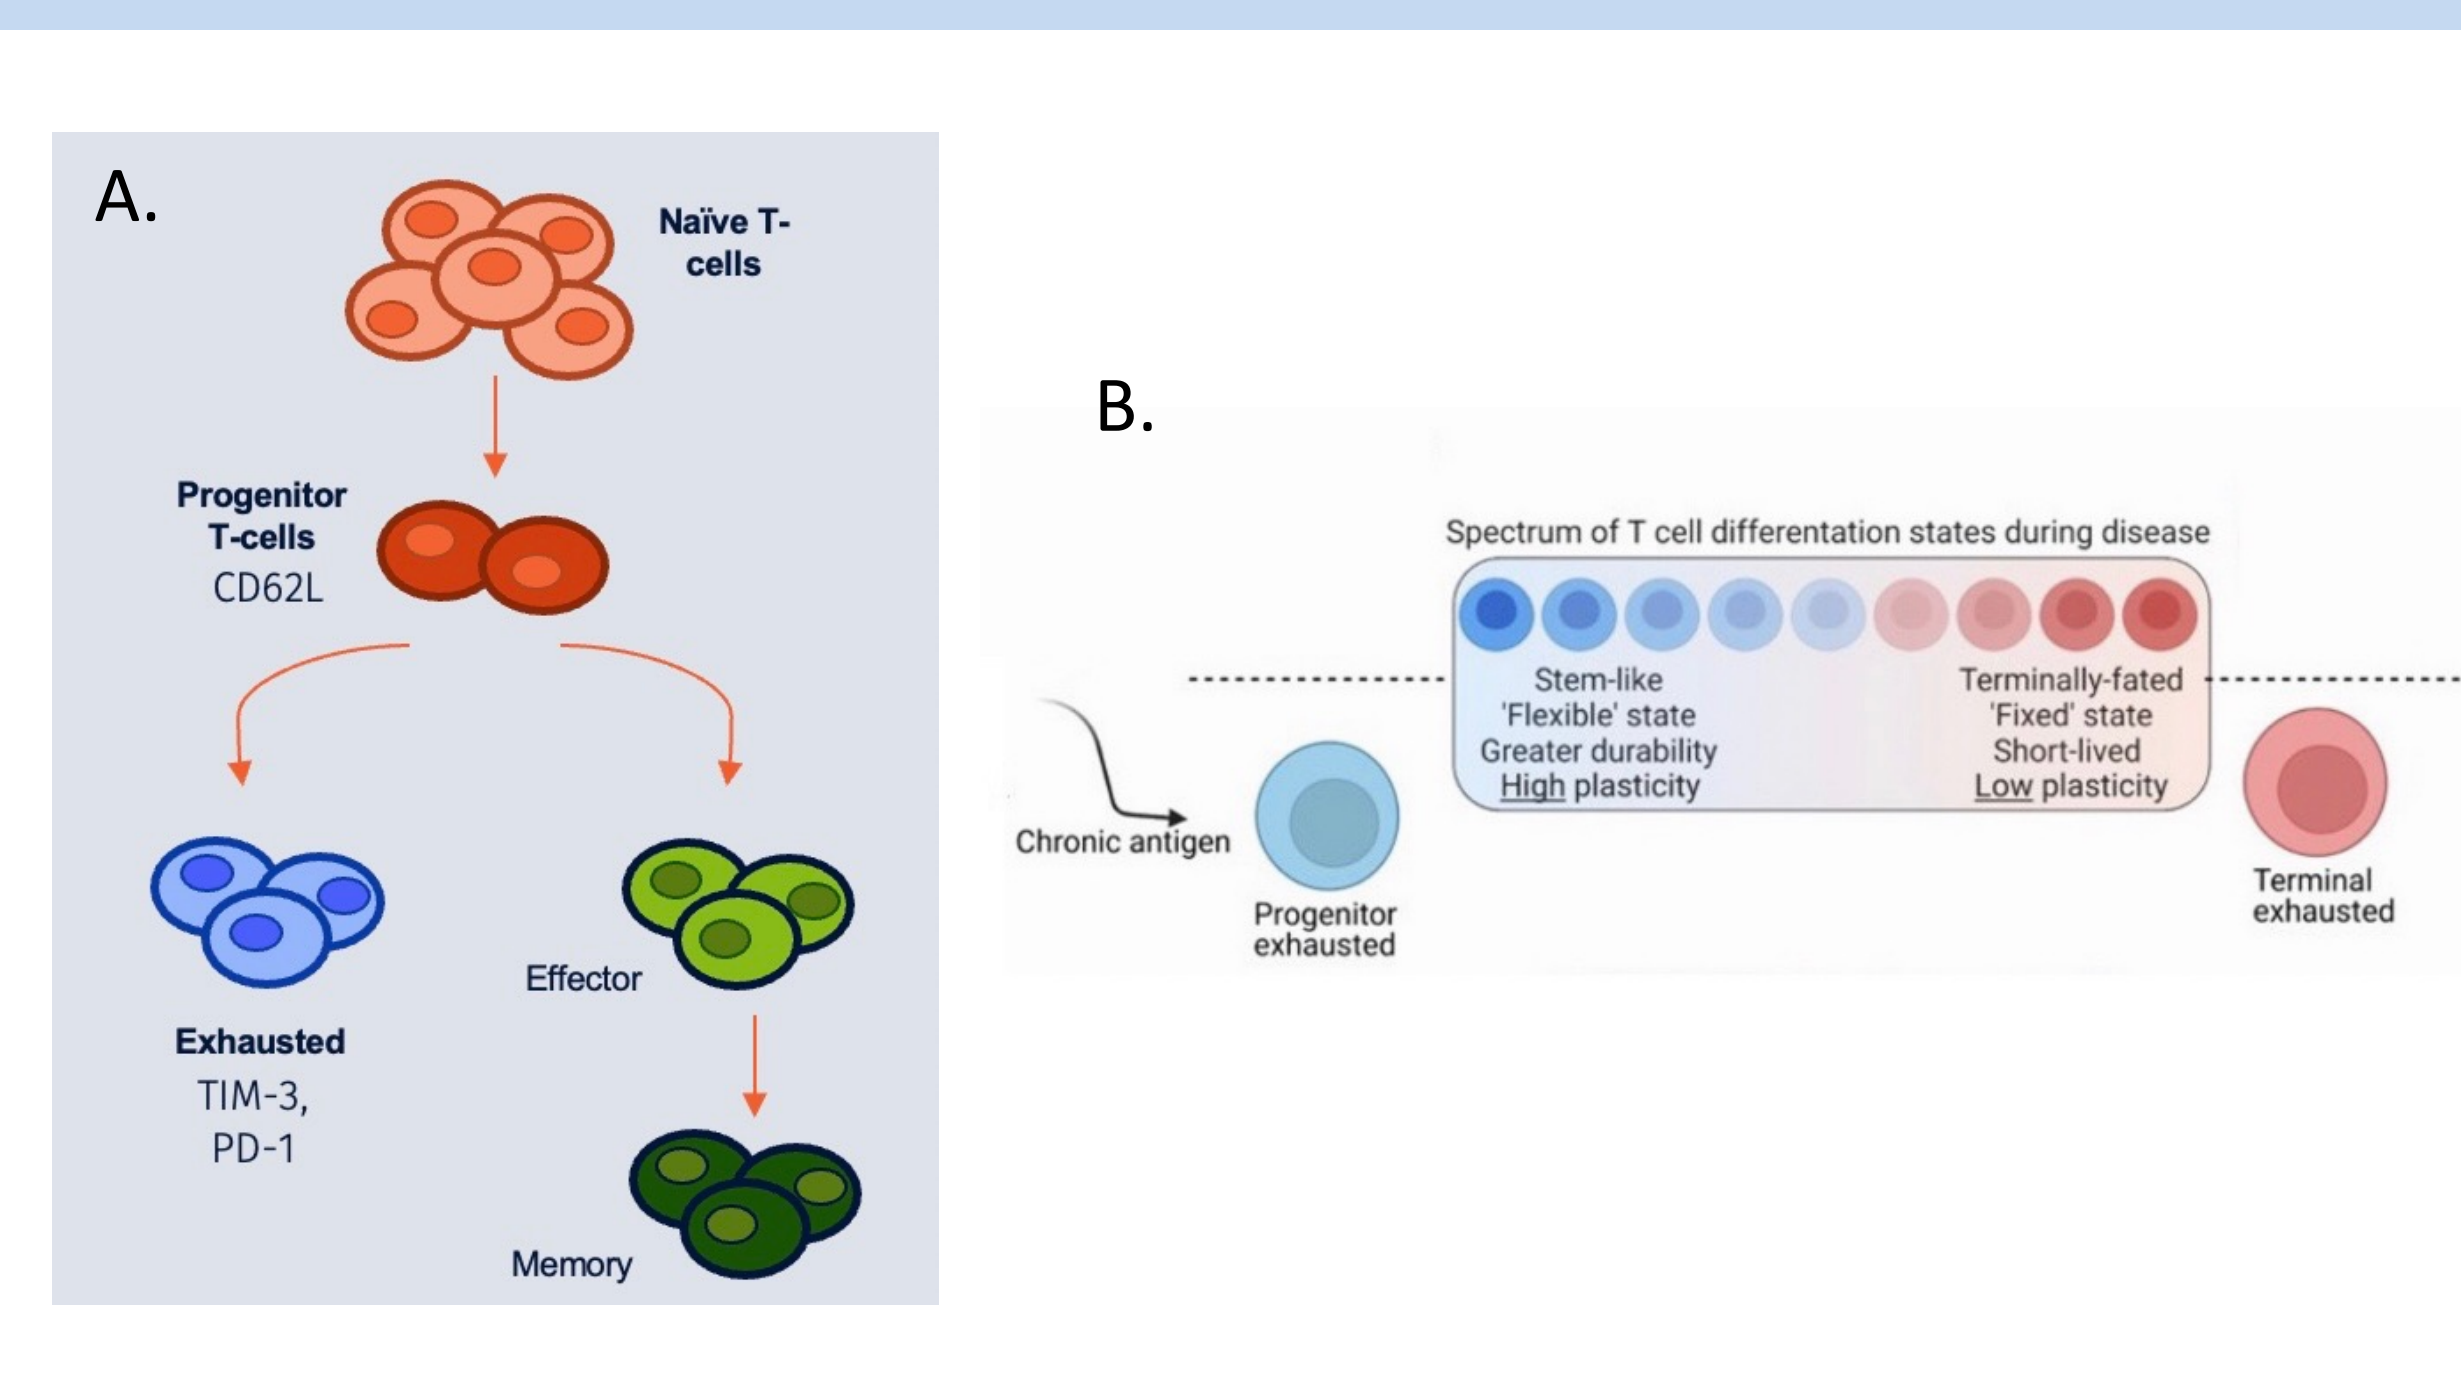 A.
Naïve T-
cells
Progenitor
T-cells
CD62L
Effector
Exhausted
TIM-3,
PD-1
Memory
B.
Spectrum of T cell differentation states during disease
Stem-like
'Flexible' state
Greater durability
High plasticity
Terminally-fated
'Fixed' state
Short-lived
Low plasticity
Chronic antigen
Progenitor
exhausted
Terminal
exhausted